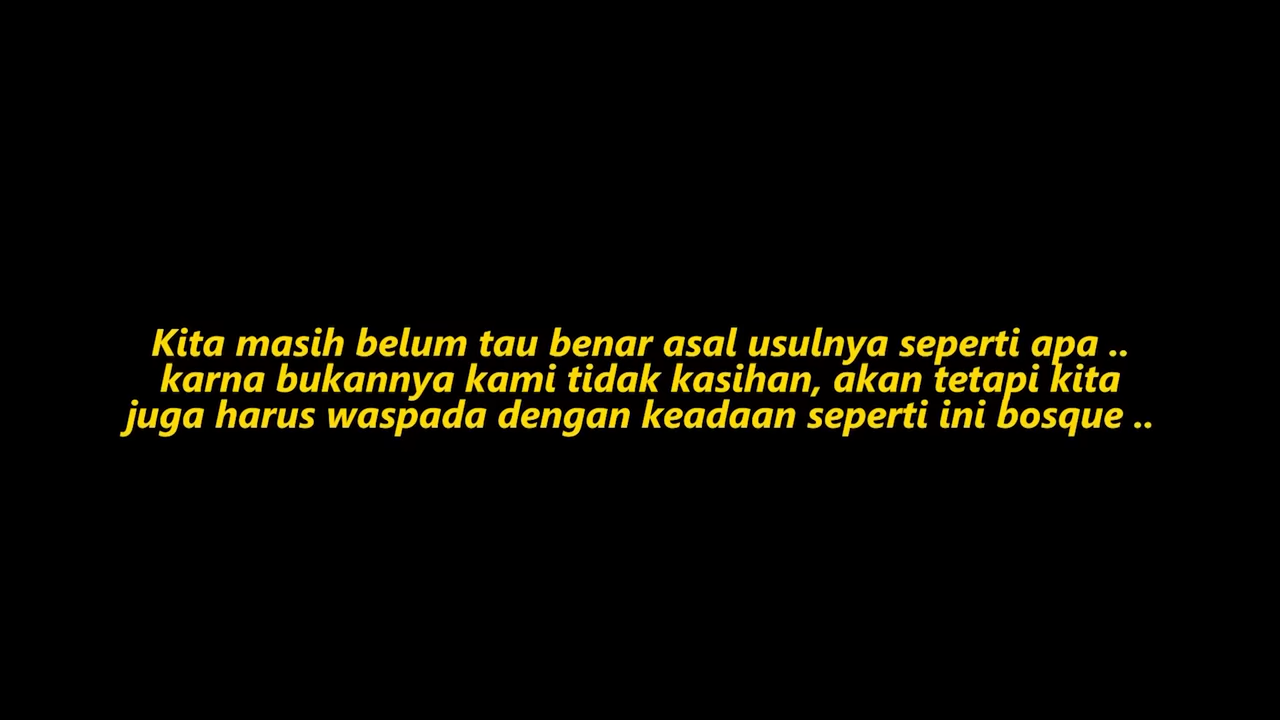 Kita masih belum tau benar asal usulnya seperti apa ..
karna bukannya kami tidak kasihan, akan tetapi kita
juga harus waspada dengan keadaan seperti ini bosque ..